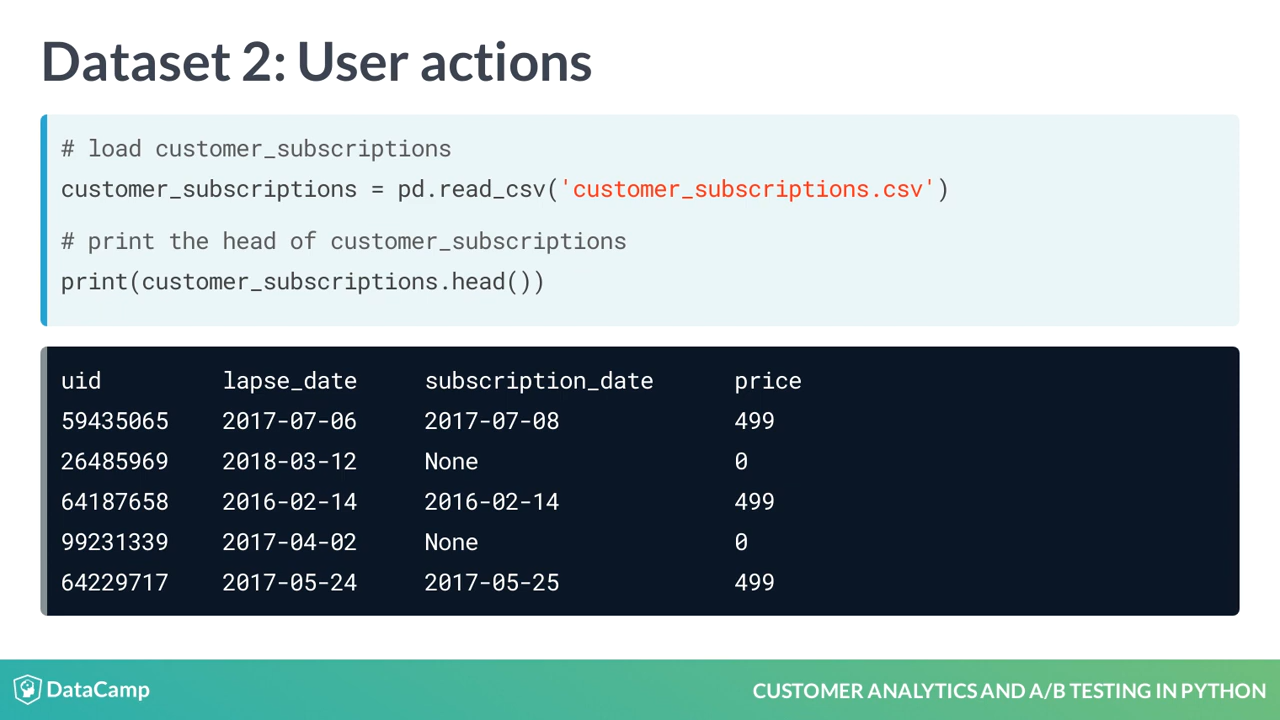 Dataset 2: User actions
# load customer_subscriptions
customer_subscriptions = pd.read_csv('customer_subscriptions.csv')
# print the head of customer_subscriptions
print(customer_subscriptions.head())
uid lapse_date subscription_date price
59435065 2017-07-06 2017-07-08 499
26485969 2018-03-12 None 0
64187658 2016-02-14 2016-02-14 499
99231339 2017-04-02 None 0
64229717 2017-05-24 2017-05-25 499
DataCamp CUSTOMER ANALYTICS AND A/B TESTING IN PYTHON